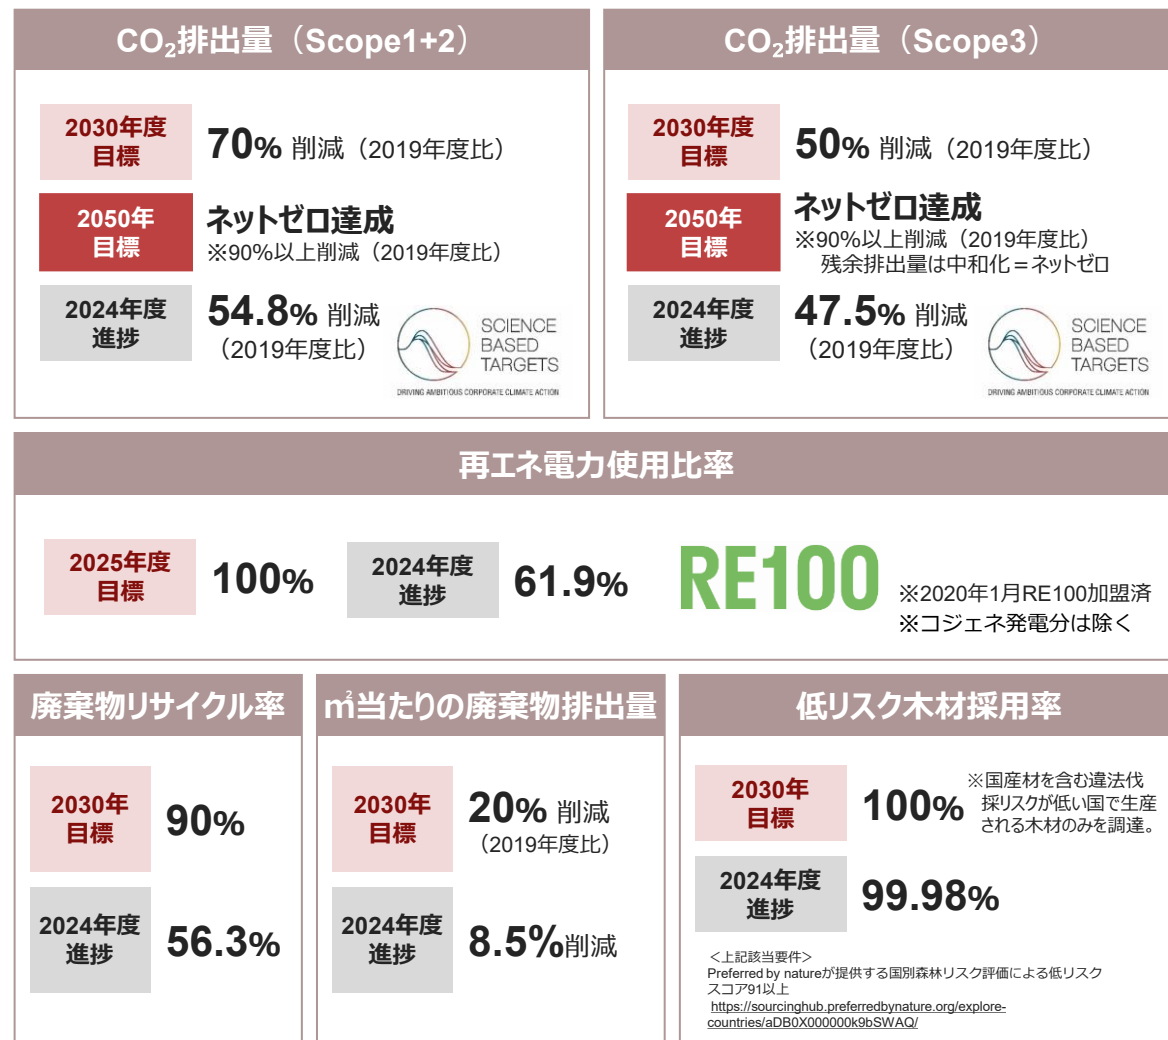 CO₂排出量（Scope1+2）
2030年度
目標
70% 削減（2019年度比）
2050年
目標
ネットゼロ達成
※90%以上削減（2019年度比）
2024年度
進捗
54.8% 削減
（2019年度比）
SCIENCE
BASED
TARGETS
DRIVING AMBITIOUS CORPORATE CLIMATE ACTION
CO₂排出量（Scope3）
2030年度
目標
50% 削減（2019年度比）
2050年
目標
ネットゼロ達成
※90%以上削減（2019年度比）
残余排出量は中和化＝ネットゼロ
2024年度
進捗
47.5% 削減
（2019年度比）
SCIENCE
BASED
TARGETS
DRIVING AMBITIOUS CORPORATE CLIMATE ACTION
再エネ電力使用比率
2025年度
目標
100%
2024年度
進捗
61.9%
RE100
※2020年1月RE100加盟済
※コジェネ発電分は除く
廃棄物リサイクル率
2030年
目標
90%
2024年度
進捗
56.3%
㎡当たりの廃棄物排出量
2030年
目標
20% 削減
（2019年度比）
2024年度
進捗
8.5%削減
低リスク木材採用率
2030年
目標
100%
※国産材を含む違法伐
採リスクが低い国で生産
される木材のみを調達。
2024年度
進捗
99.98%
＜上記該当要件＞
Preferred by natureが提供する国別森林リスク評価による低リスク
スコア91以上
https://sourcinghub.preferredbynature.org/explore-
countries/aDB0X000000k9bSWAQ/